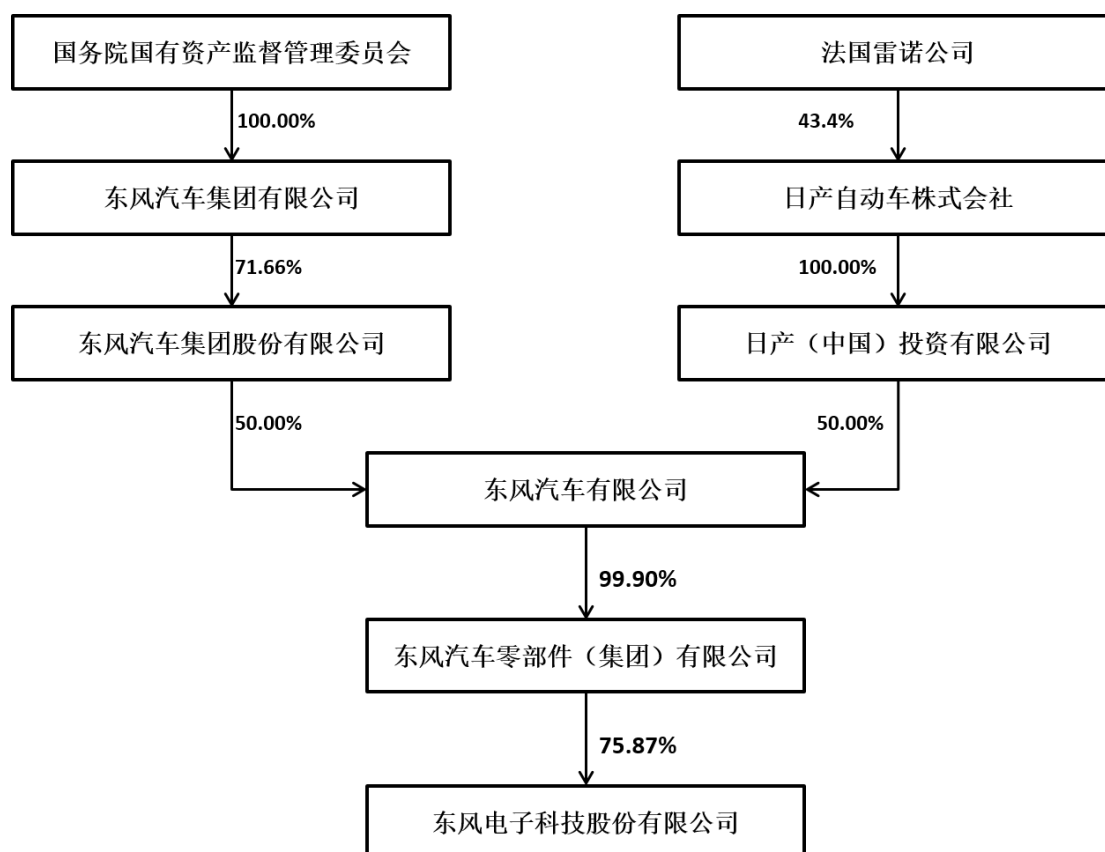 国务院国有资产监督管理委员会
法国雷诺公司
100.00%
43.4%
东风汽车集团有限公司
日产自动车株式会社
71.66%
100.00%
东风汽车集团股份有限公司
日产（中国）投资有限公司
50.00%
50.00%
东风汽车有限公司
99.90%
东风汽车零部件（集团）有限公司
75.87%
东风电子科技股份有限公司